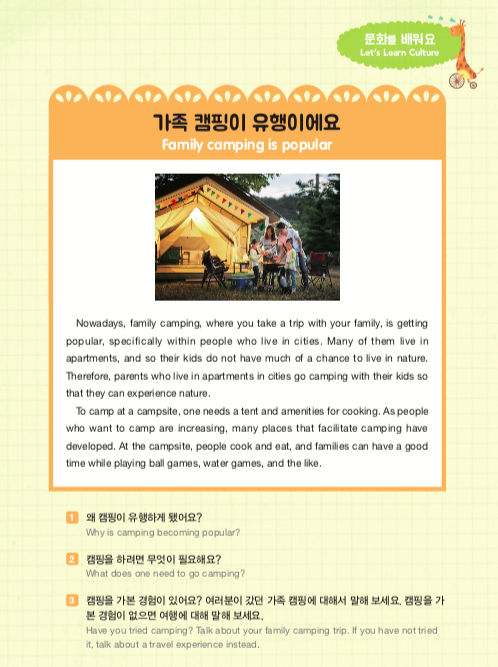 문화를 배워요
Let's Learn Culture
가족 캠핑이 유행이에요
Family camping is popular
Nowadays, family camping, where you take a trip with your family, is getting
popular, specifically within people who live in cities. Many of them live in
apartments, and so their kids do not have much of a chance to live in nature.
Therefore, parents who live in apartments in cities go camping with their kids so
that they can experience nature.
To camp at a campsite, one needs a tent and amenities for cooking. As people
who want to camp are increasing, many places that facilitate camping have
developed. At the campsite, people cook and eat, and families can have a good
time while playing ball games, water games, and the like.
1 왜 캠핑이 유행하게 됐어요?
Why is camping becoming popular?
2 캠핑을 하려면 무엇이 필요해요?
What does one need to go camping?
3 캠핑을 가본 경험이 있어요? 여러분이 갔던 가족 캠핑에 대해서 말해 보세요. 캠핑을 가
본 경험이 없으면 여행에 대해 말해 보세요.
Have you tried camping? Talk about your family camping trip. If you have not tried
it, talk about a travel experience instead.